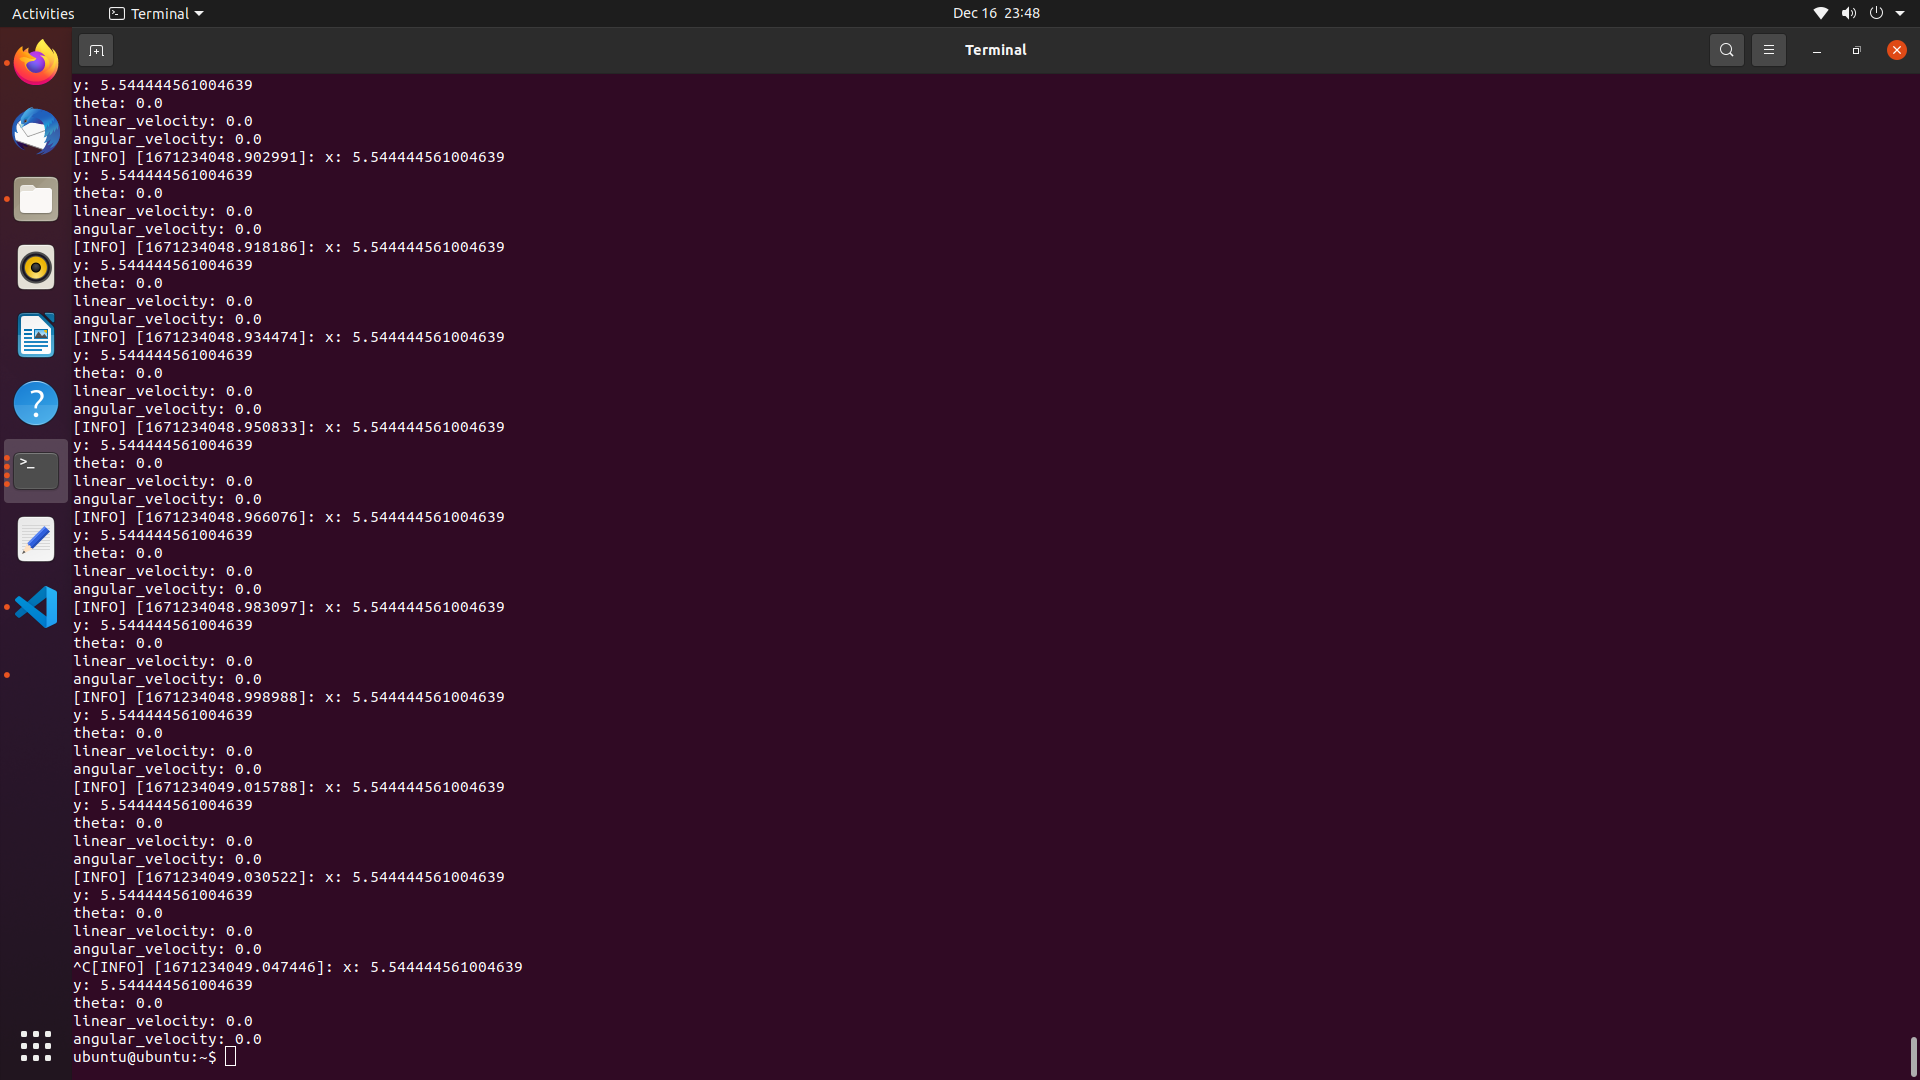 Activities
Terminal
Dec 16 23:48
Terminal
y: 5.544444561004639
theta: 0.0
linear_velocity: 0.0
angular_velocity: 0.0
[INFO] [1671234048.902991]: x: 5.544444561004639
y: 5.544444561004639
theta: 0.0
linear_velocity: 0.0
angular_velocity: 0.0
[INFO] [1671234048.918186]: x: 5.544444561004639
y: 5.544444561004639
theta: 0.0
linear_velocity: 0.0
angular_velocity: 0.0
[INFO] [1671234048.934474]: x: 5.544444561004639
y: 5.544444561004639
theta: 0.0
linear_velocity: 0.0
angular_velocity: 0.0
[INFO] [1671234048.950833]: x: 5.544444561004639
y: 5.544444561004639
theta: 0.0
linear_velocity: 0.0
angular_velocity: 0.0
[INFO] [1671234048.966076]: x: 5.544444561004639
y: 5.544444561004639
theta: 0.0
linear_velocity: 0.0
angular_velocity: 0.0
[INFO] [1671234048.983097]: x: 5.544444561004639
y: 5.544444561004639
theta: 0.0
linear_velocity: 0.0
angular_velocity: 0.0
[INFO] [1671234048.998988]: x: 5.544444561004639
y: 5.544444561004639
theta: 0.0
linear_velocity: 0.0
angular_velocity: 0.0
[INFO] [1671234049.015788]: x: 5.544444561004639
y: 5.544444561004639
theta: 0.0
linear_velocity: 0.0
angular_velocity: 0.0
[INFO] [1671234049.030522]: x: 5.544444561004639
y: 5.544444561004639
theta: 0.0
linear_velocity: 0.0
angular_velocity: 0.0
^C[INFO] [1671234049.047446]: x: 5.544444561004639
y: 5.544444561004639
theta: 0.0
linear_velocity: 0.0
angular_velocity: 0.0
ubuntu@ubuntu:~$